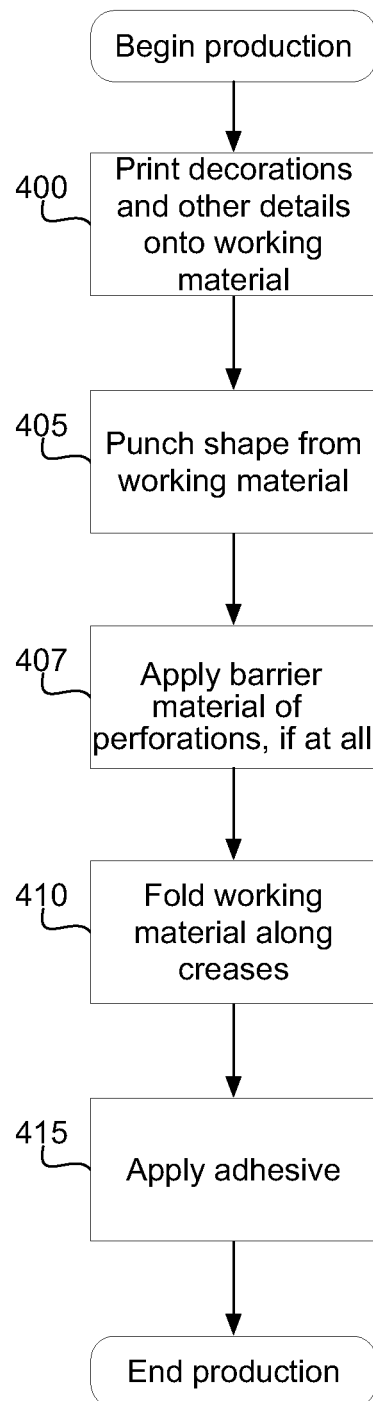 Begin production
400
Print decorations
and other details
onto working
material
405
Punch shape from
working material
407
Apply barrier
material of
perforations, if at all
410
Fold working
material along
creases
415
Apply adhesive
End production